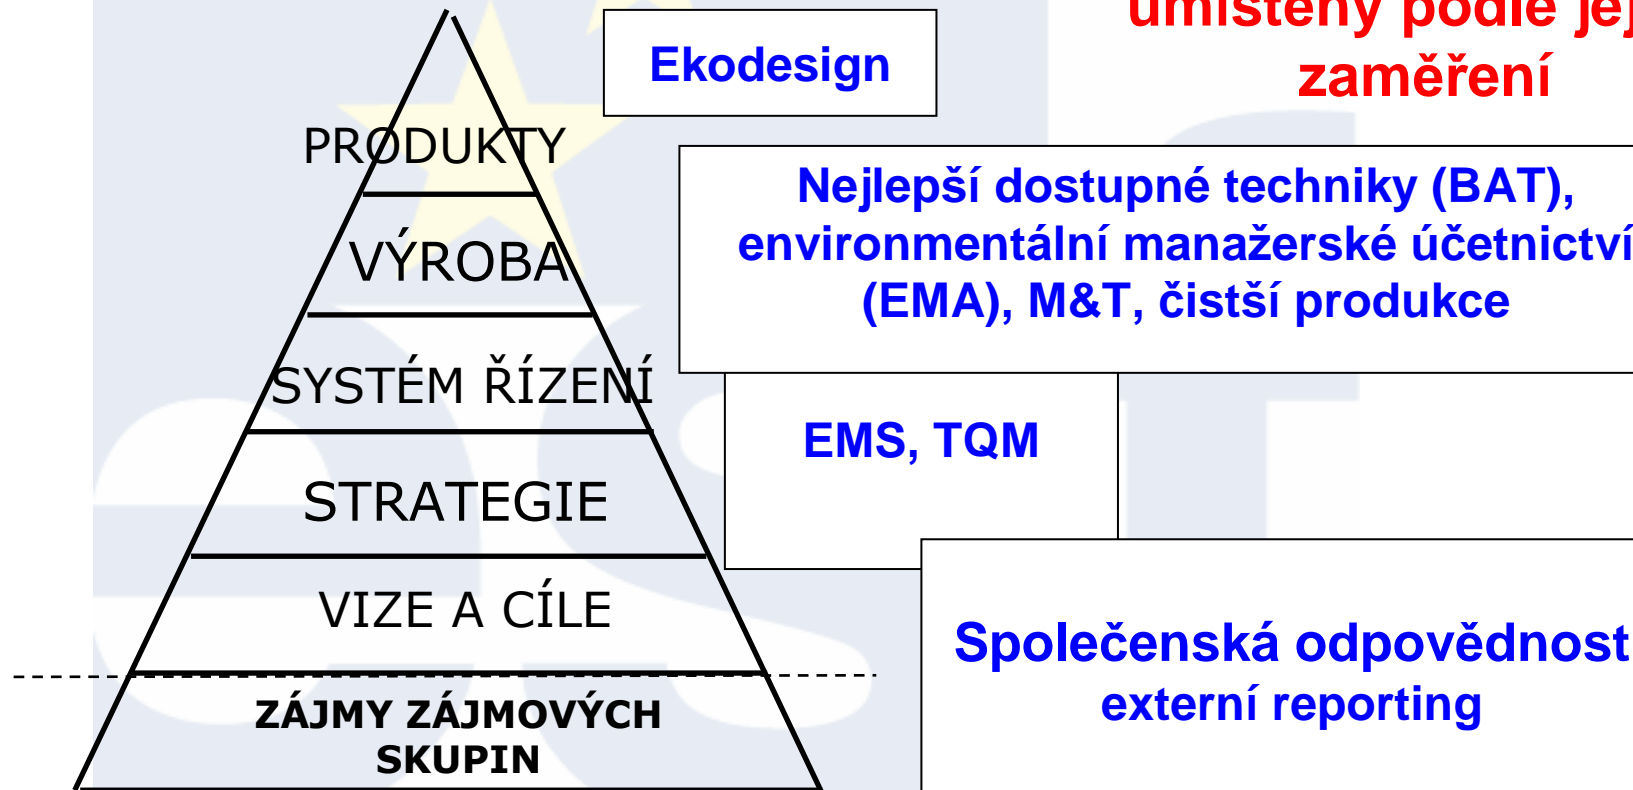 umístěny podle jej
zaměření
Ekodesign
PRODUKTY
Nejlepší dostupné techniky (BAT),
environmentální manažerské účetnictví
(EMA), M&T, čistší produkce
VÝROBA
SYSTÉM ŘÍZENÍ
EMS, TQM
STRATEGIE
VIZE A CÍLE
Společenská odpovědnost
externí reporting
ZÁJMY ZÁJMOVÝCH
SKUPIN